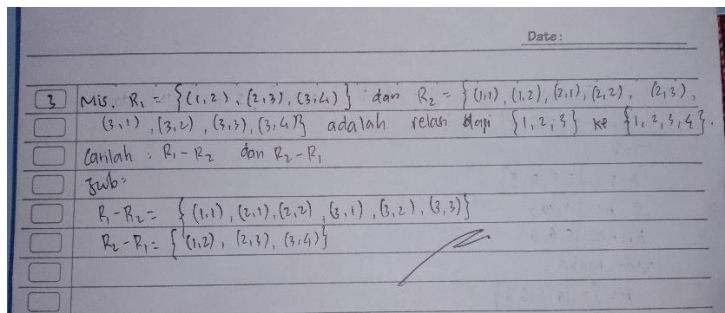 Date:
3 Mis. R₁ = {(1,2), (2,3), (3,4)} dan R₂ = {(1,1), (1,2), (2,1), (2,2), (2,3),
(3,1), (3,2), (3,3), (3,4)} adalah relasi dari {1,2,3} ke {1,2,3,4}.
Carilah : R₁-R₂ dan R₂-R₁
Jwb:
R₁-R₂ = {(1,1), (2,1), (2,2), (3,1), (3,2), (3,3)}
R₂-R₁ = {(1,2), (2,3), (3,4)}